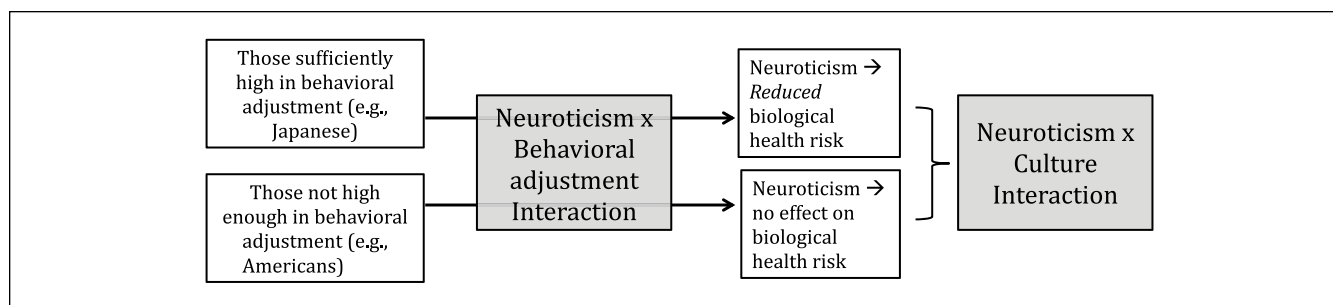 Those sufficiently
high in behavioral
adjustment (e.g.,
Japanese)
Those not high
enough in behavioral
adjustment (e.g.,
Americans)
Neuroticism x
Behavioral
adjustment
Interaction
Neuroticism →
Reduced
biological
health risk
Neuroticism →
no effect on
biological
health risk
Neuroticism x
Culture
Interaction